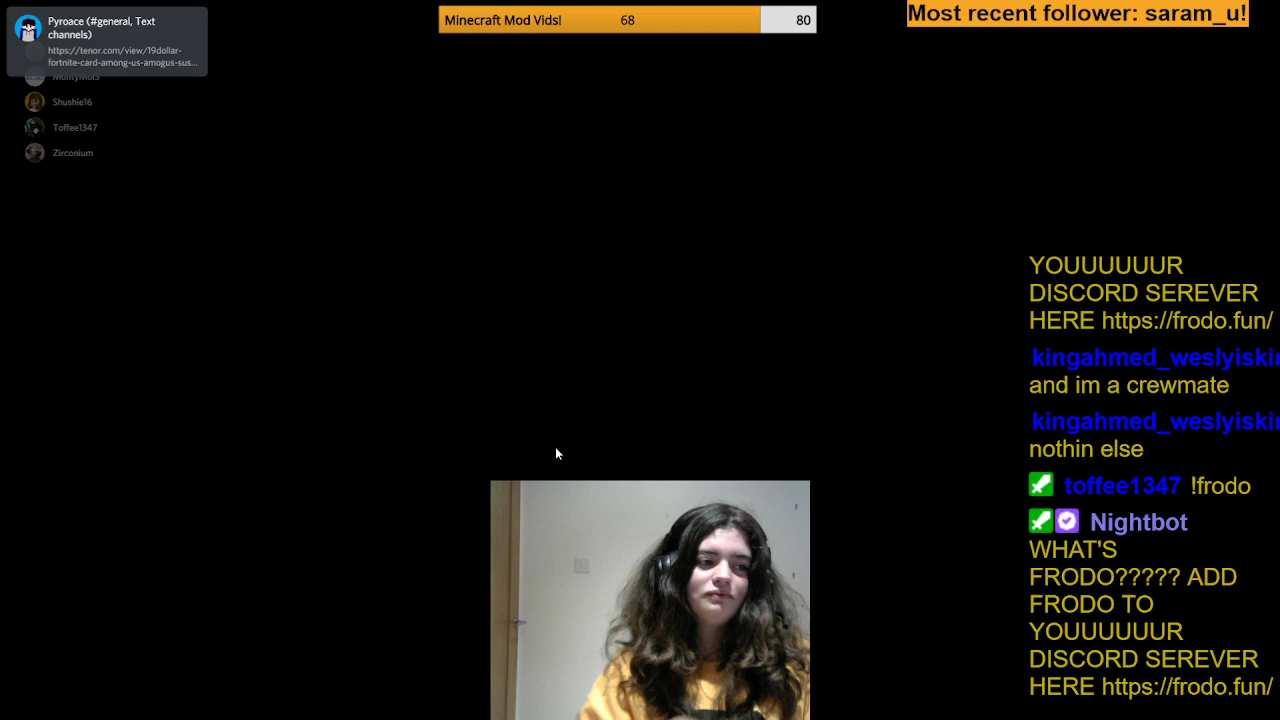 Pyroace (#general, Text
channels)
https://tenor.com/view/19dollar-
fortnite-card-among-us-amogus-sus...
Shushie16
Toffee1347
Zirconium
Minecraft Mod Vids! 68 80
Most recent follower: saram_u!
YOUUUUUUR
DISCORD SEREVER
HERE https://frodo.fun/
kingahmed_weslyiskin
and im a crewmate
kingahmed_weslyiskin
nothin else
toffee1347 !frodo
Nightbot
WHAT'S
FRODO????? ADD
FRODO TO
YOUUUUUUR
DISCORD SEREVER
HERE https://frodo.fun/